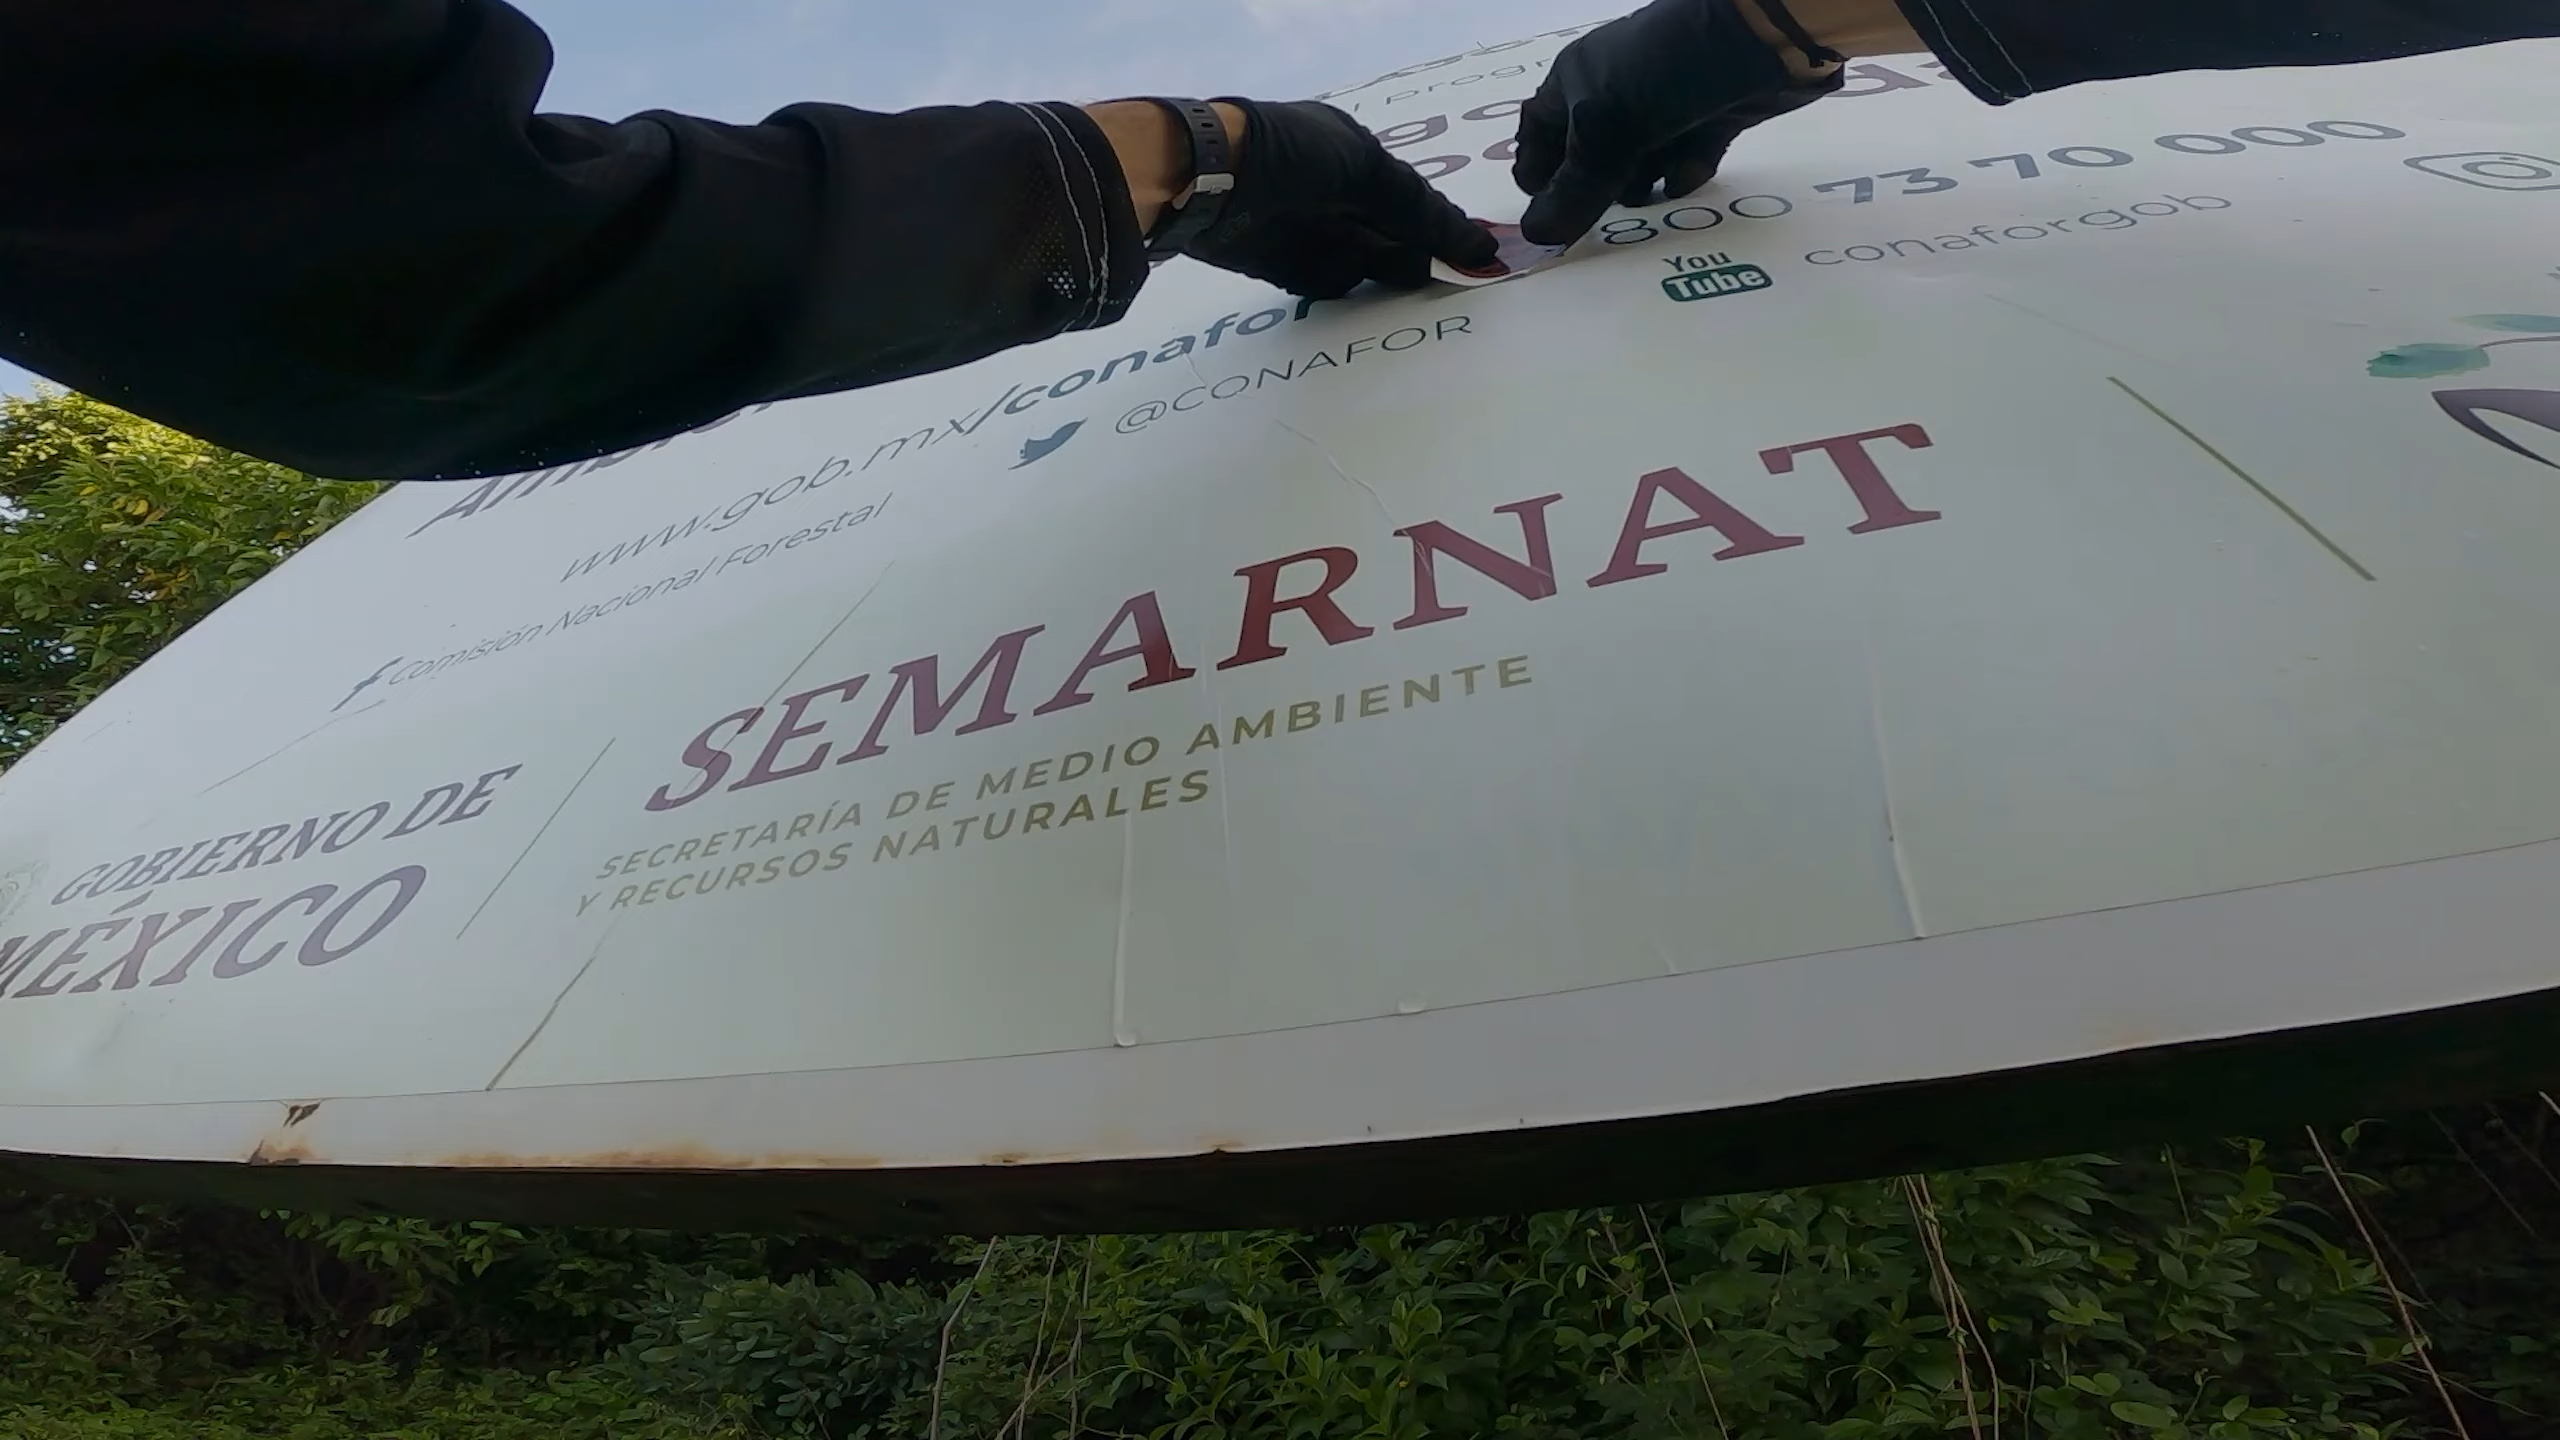 800 73 70 000
www.gob.mx/conafor
Comisión Nacional Forestal
@CONAFOR
You
Tube
conaforgob
GOBIERNO DE
MÉXICO
SEMARNAT
SECRETARÍA DE MEDIO AMBIENTE
Y RECURSOS NATURALES